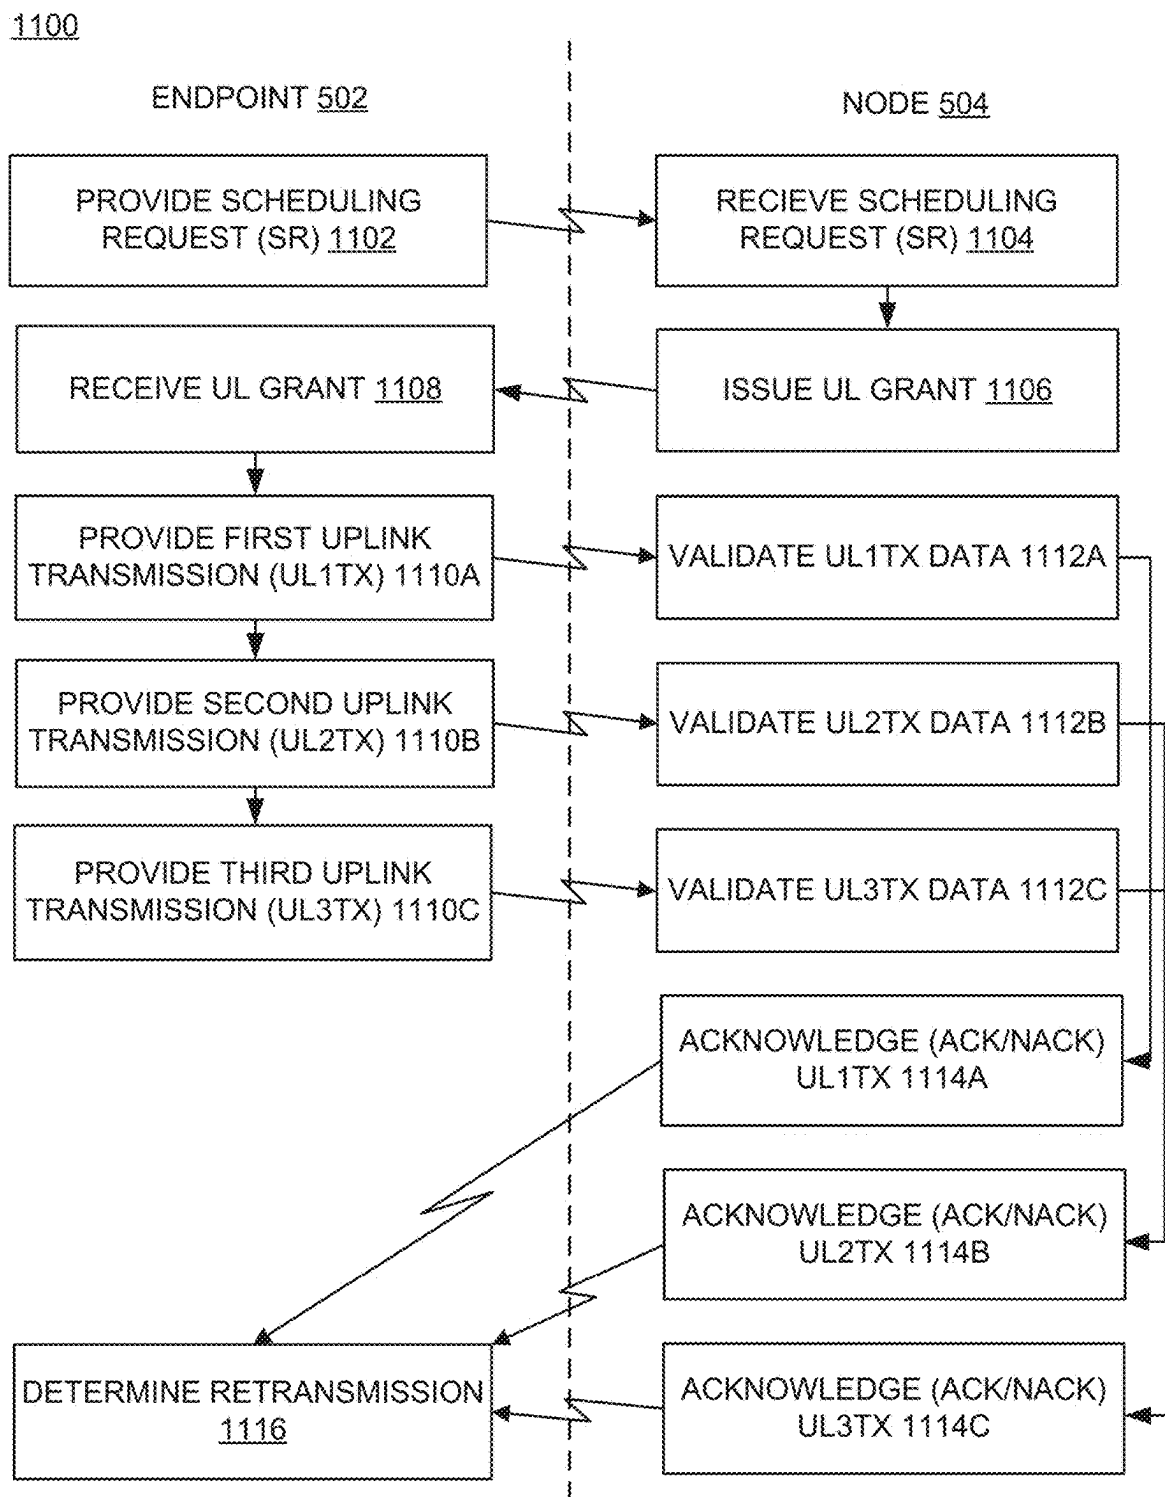 1100
ENDPOINT 502
NODE 504
PROVIDE SCHEDULING
REQUEST (SR) 1102
RECIEVE SCHEDULING
REQUEST (SR) 1104
RECEIVE UL GRANT 1108
ISSUE UL GRANT 1106
PROVIDE FIRST UPLINK
TRANSMISSION (UL1TX) 1110A
VALIDATE UL1TX DATA 1112A
PROVIDE SECOND UPLINK
TRANSMISSION (UL2TX) 1110B
VALIDATE UL2TX DATA 1112B
PROVIDE THIRD UPLINK
TRANSMISSION (UL3TX) 1110C
VALIDATE UL3TX DATA 1112C
ACKNOWLEDGE (ACK/NACK)
UL1TX 1114A
ACKNOWLEDGE (ACK/NACK)
UL2TX 1114B
DETERMINE RETRANSMISSION
1116
ACKNOWLEDGE (ACK/NACK)
UL3TX 1114C